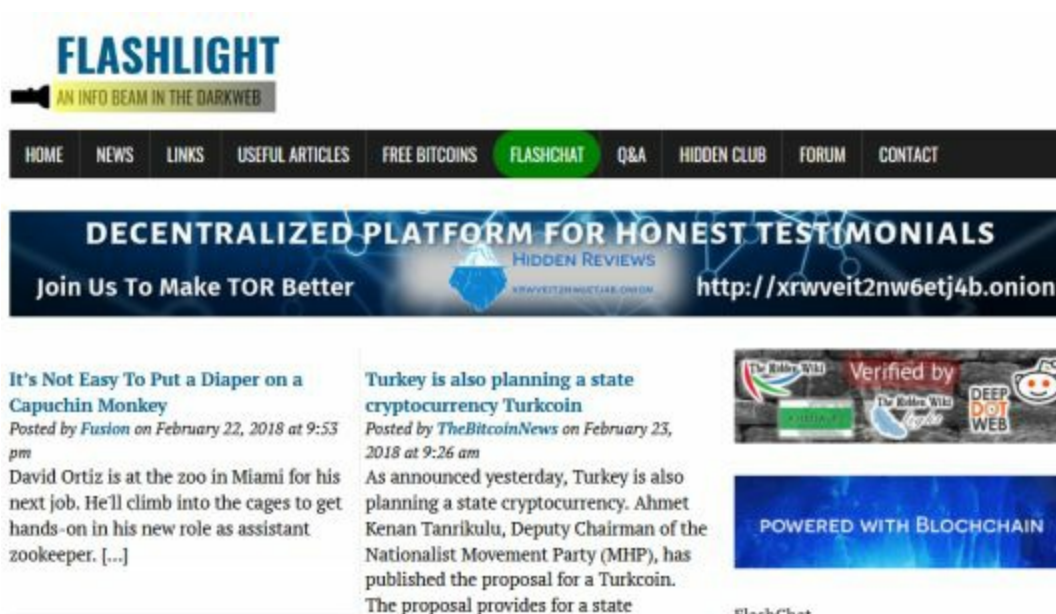 FLASHLIGHT
AN INFO BEAM IN THE DARKWEB
HOME NEWS LINKS USEFUL ARTICLES FREE BITCOINS FLASHCHAT Q&A HIDDEN CLUB FORUM CONTACT
DECENTRALIZED PLATFORM FOR HONEST TESTIMONIALS
Join Us To Make TOR Better
HIDDEN REVIEWS
XRWVEIT2NW6ETJ4B.ONION
http://xrwveit2nw6etj4b.onion
It's Not Easy To Put a Diaper on a
Capuchin Monkey
Posted by Fusion on February 22, 2018 at 9:53
pm
David Ortiz is at the zoo in Miami for his
next job. He'll climb into the cages to get
hands-on in his new role as assistant
zookeeper. [...]
Turkey is also planning a state
cryptocurrency Turkcoin
Posted by TheBitcoinNews on February 23,
2018 at 9:26 am
As announced yesterday, Turkey is also
planning a state cryptocurrency. Ahmet
Kenan Tanrikulu, Deputy Chairman of the
Nationalist Movement Party (MHP), has
published the proposal for a Turkcoin.
The proposal provides for a state
The Hidden Wiki
Verified by
The Hidden Wiki
light
DEEP
DOT
WEB
POWERED WITH BLOCHCHAIN
FlashChat